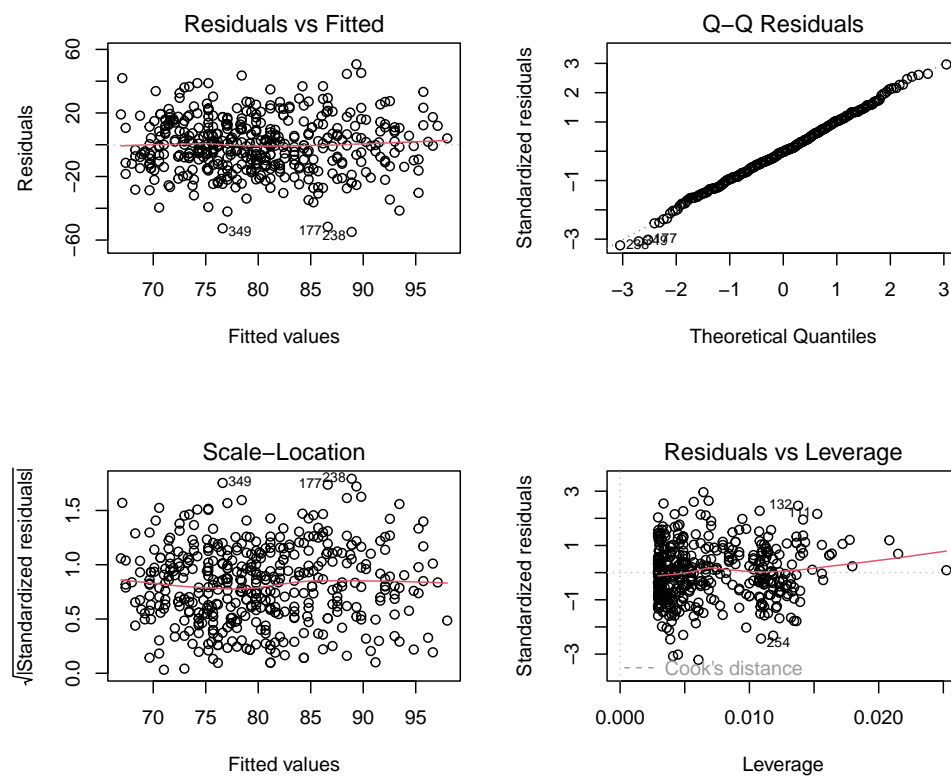 Residuals vs Fitted
Residuals
60
20
−20
−60
349
177
238
70 75 80 85 90 95
Fitted values
Q−Q Residuals
Standardized residuals
3
2
1
−1
−3
177
−3 −2 −1 0 1 2 3
Theoretical Quantiles
Scale−Location
√|Standardized residuals|
1.5
1.0
0.5
0.0
349
177
238
70 75 80 85 90 95
Fitted values
Residuals vs Leverage
Standardized residuals
3
1
−1
−3
132
111
254
Cook's distance
0.000 0.010 0.020
Leverage